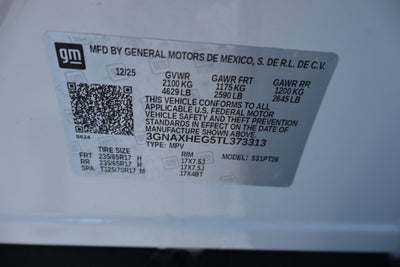 gm
MFD BY GENERAL MOTORS DE MEXICO, S. DE R.L. DE C.V.
12/25 GVWR GAWR FRT GAWR RR
2100 KG 1175 KG 1200 KG
4629 LB 2590 LB 2645 LB
THIS VEHICLE CONFORMS TO ALL APPLICABLE
U.S. FEDERAL MOTOR
VEHICLE SAFETY AND THEFT PREVENTION
STANDARDS IN EFFECT ON THE DATE OF
MANUFACTURE SHOWN ABOVE.
3GNAXHEG5TL373313
TYPE: MPV
TIRE SIZE RIM MODEL: S31PT26
FRT 235/65R17 H 17X7.5J
RR 235/65R17 H 17X7.5J
SPA T125/70R17 M 17X4BT